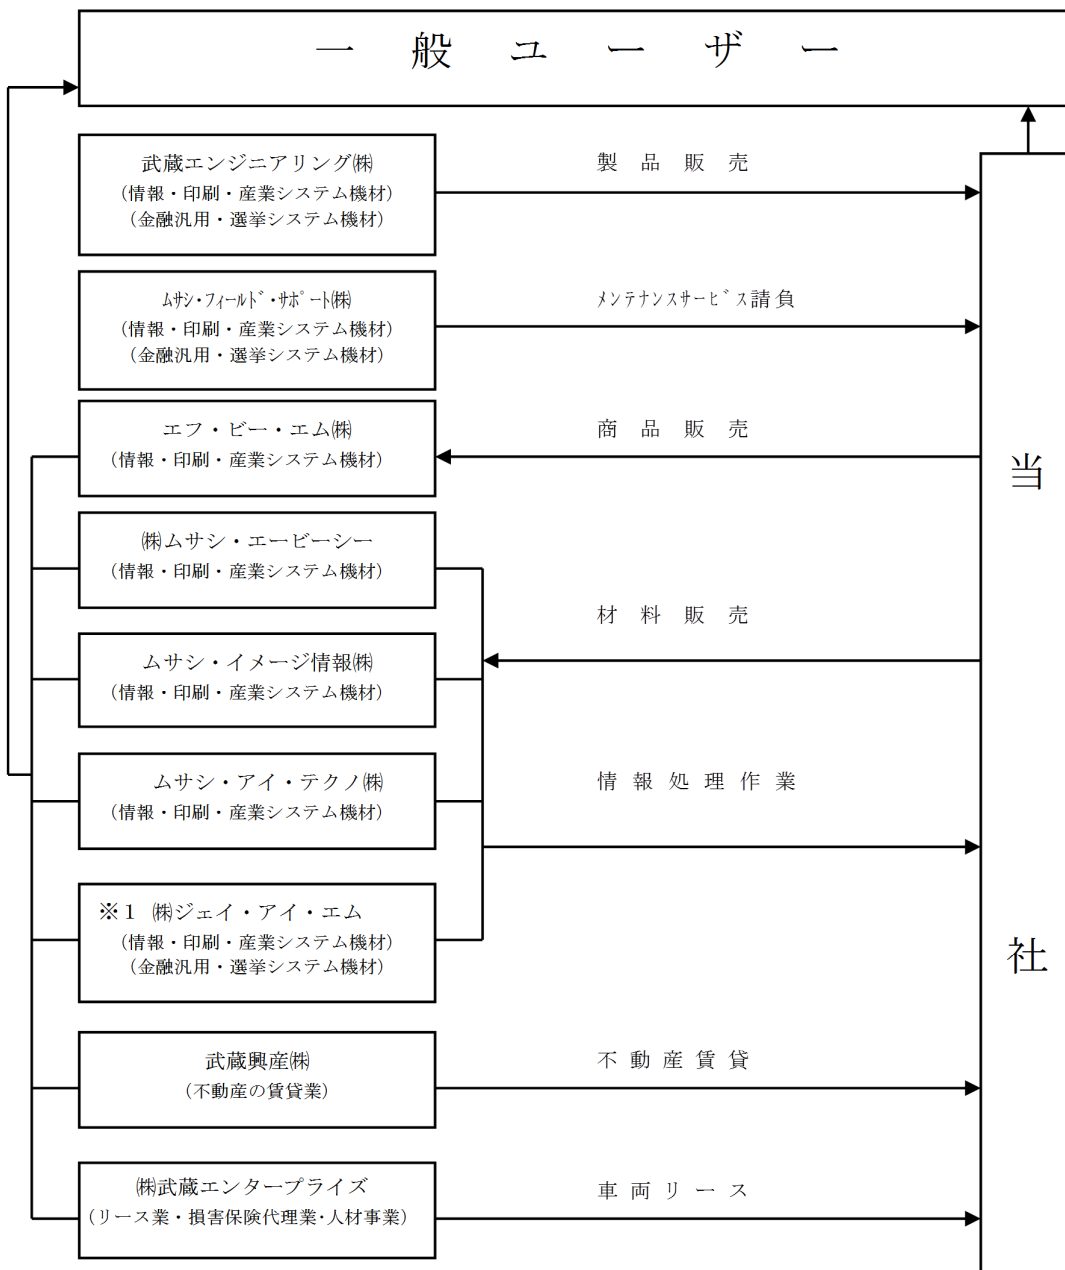 一般ユーザー
武蔵エンジニアリング㈱
（情報・印刷・産業システム機材）
（金融汎用・選挙システム機材）
製品販売
ﾑｻｼ・ﾌｨｰﾙﾄﾞ・ｻﾎﾟｰﾄ㈱
（情報・印刷・産業システム機材）
（金融汎用・選挙システム機材）
ﾒﾝﾃﾅﾝｽｻｰﾋﾞｽ請負
エフ・ビー・エム㈱
（情報・印刷・産業システム機材）
商品販売
㈱ムサシ・エービーシー
（情報・印刷・産業システム機材）
材料販売
ムサシ・イメージ情報㈱
（情報・印刷・産業システム機材）
ムサシ・アイ・テクノ㈱
（情報・印刷・産業システム機材）
情報処理作業
※１ ㈱ジェイ・アイ・エム
（情報・印刷・産業システム機材）
（金融汎用・選挙システム機材）
武蔵興産㈱
（不動産の賃貸業）
不動産賃貸
㈱武蔵エンタープライズ
（リース業・損害保険代理業・人材事業）
車両リース
当社